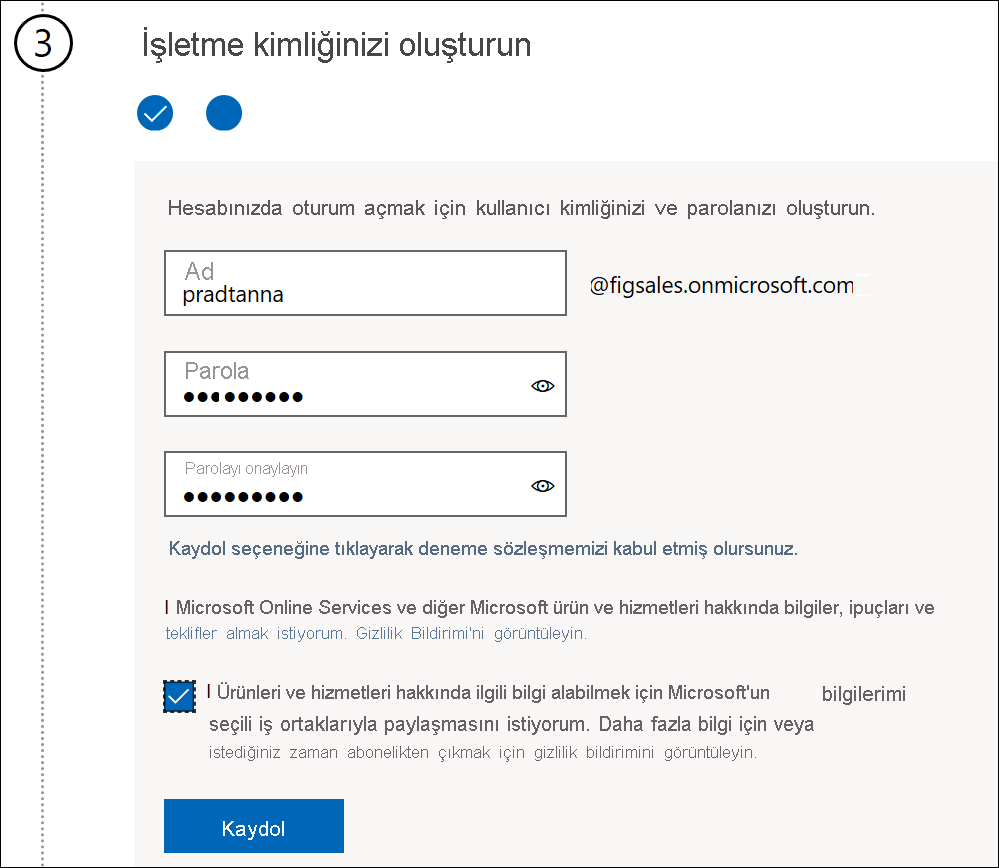 3
İşletme kimliğinizi oluşturun
Hesabınızda oturum açmak için kullanıcı kimliğinizi ve parolanızı oluşturun.
Ad
pradtanna
@figsales.onmicrosoft.com
Parola
●●●●●●●●●
Parolayı onaylayın
●●●●●●●●●
Kaydol seçeneğine tıklayarak deneme sözleşmemizi kabul etmiş olursunuz.
I Microsoft Online Services ve diğer Microsoft ürün ve hizmetleri hakkında bilgiler, ipuçları ve
teklifler almak istiyorum. Gizlilik Bildirimi'ni görüntüleyin.
I Ürünleri ve hizmetleri hakkında ilgili bilgi alabilmek için Microsoft'un bilgilerimi
seçili iş ortaklarıyla paylaşmasını istiyorum. Daha fazla bilgi için veya
istediğiniz zaman abonelikten çıkmak için gizlilik bildirimini görüntüleyin.
Kaydol